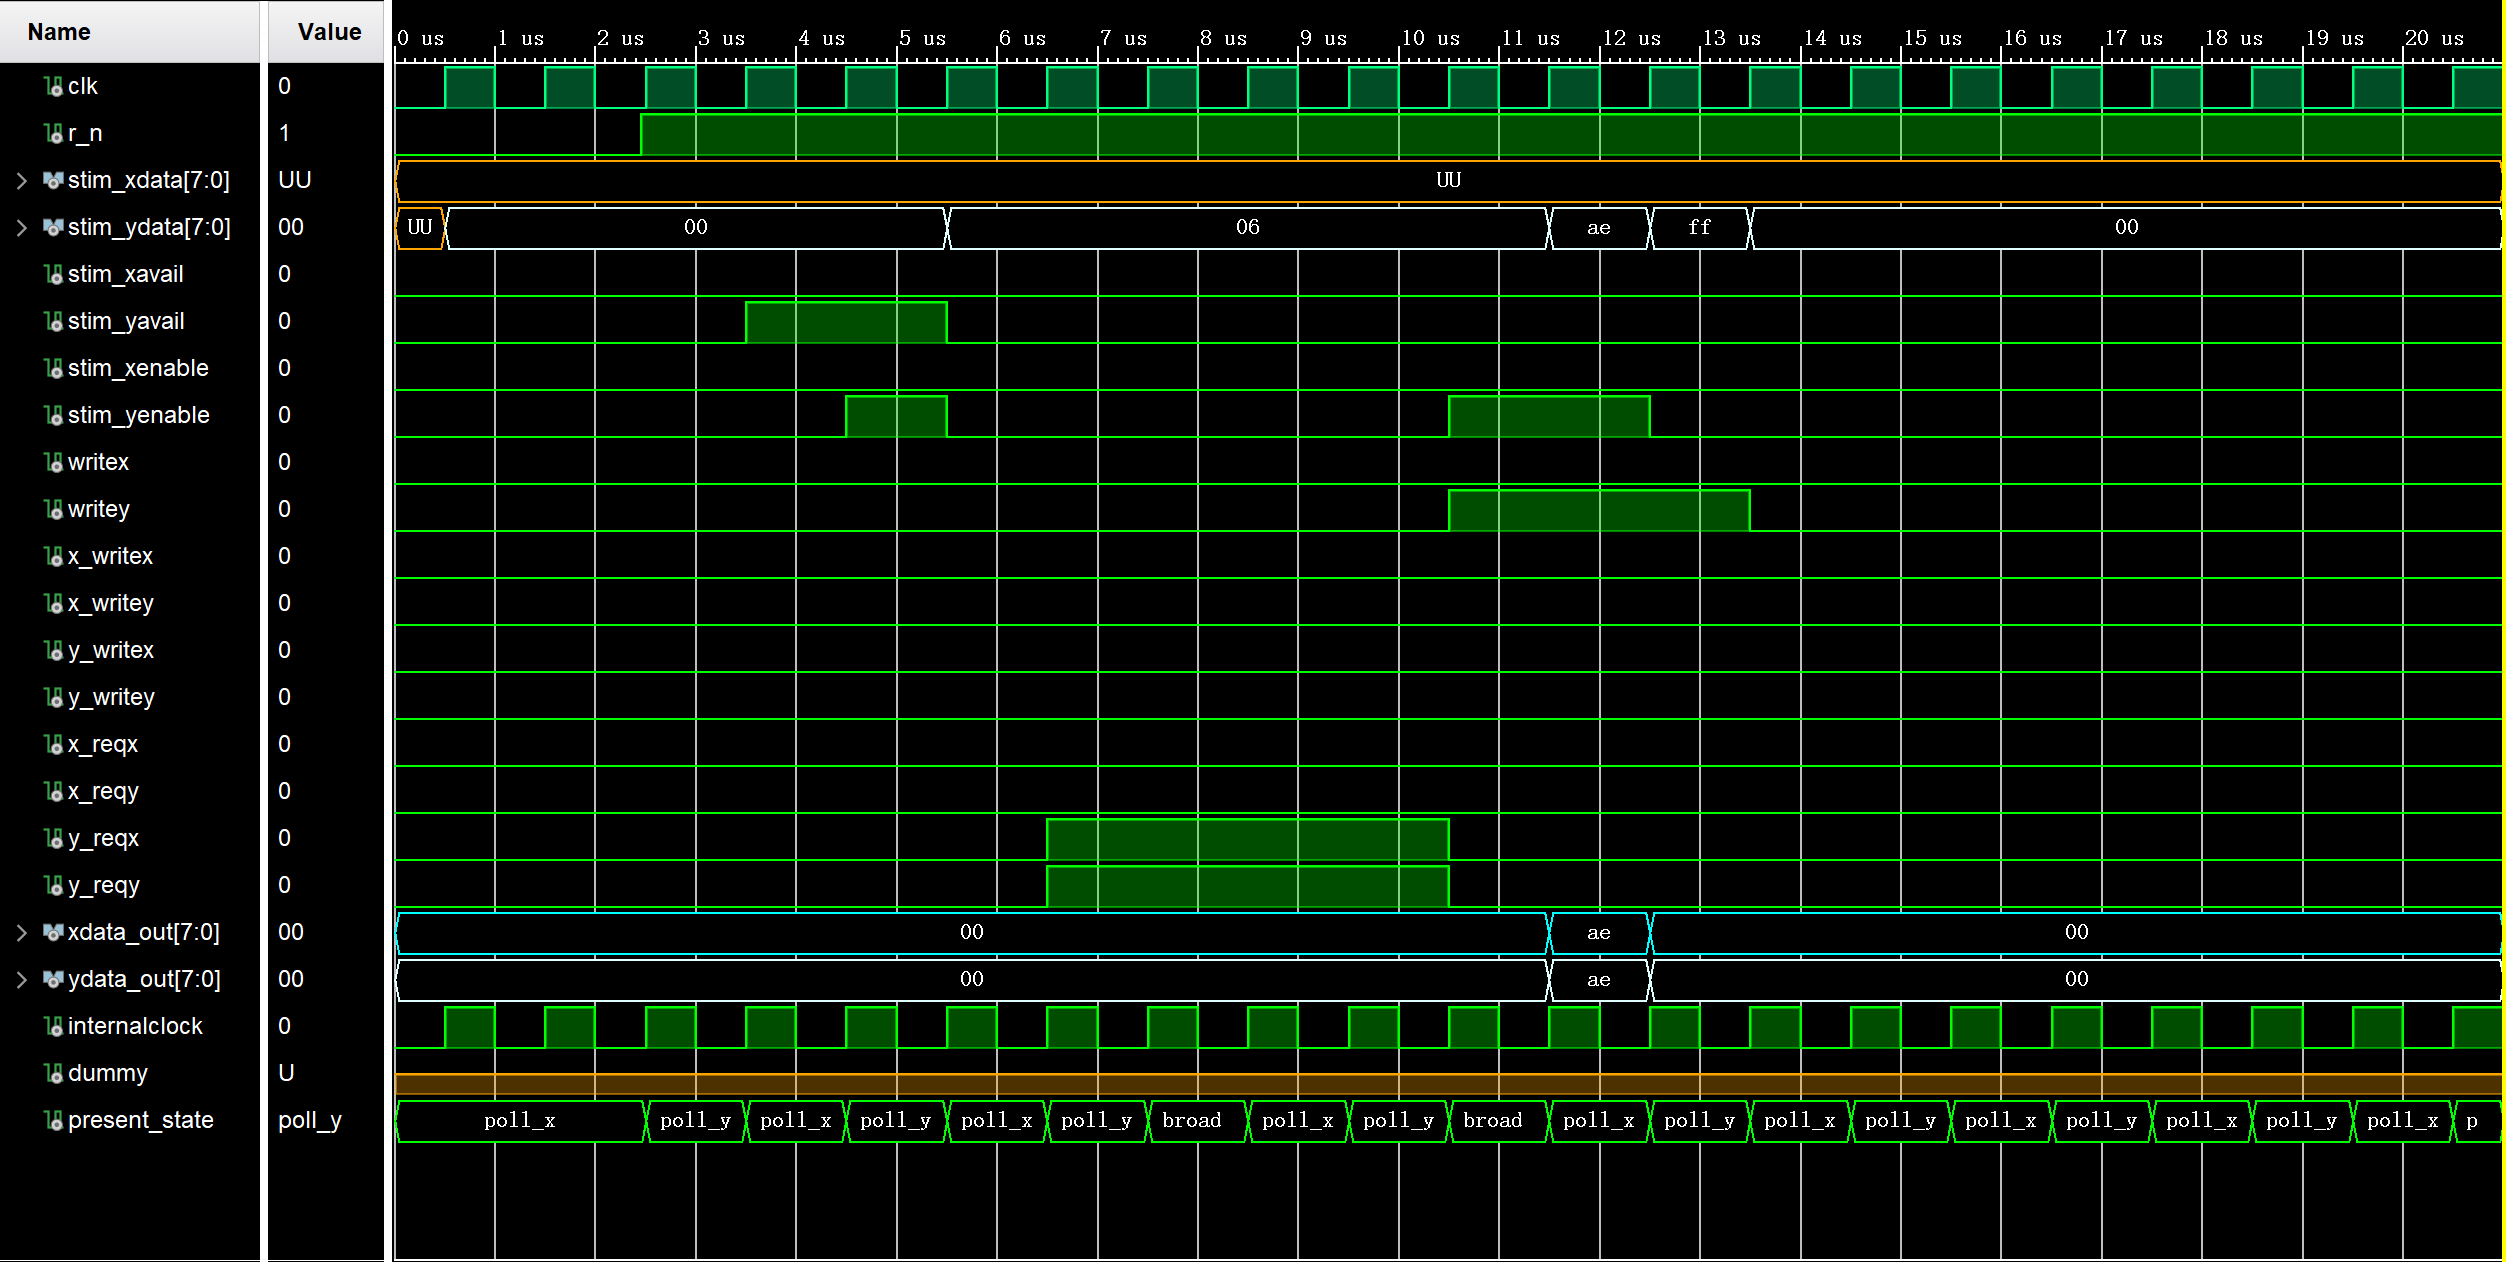 Name Value 0 us 1 us 2 us 3 us 4 us 5 us 6 us 7 us 8 us 9 us 10 us 11 us 12 us 13 us 14 us 15 us 16 us 17 us 18 us 19 us 20 us
clk 0
r_n 1
stim_xdata[7:0] UU UU
stim_ydata[7:0] 00 UU 00 06 ae ff 00
stim_xavail 0
stim_yavail 0
stim_xenable 0
stim_yenable 0
writex 0
writey 0
x_writex 0
x_writey 0
y_writex 0
y_writey 0
x_reqx 0
x_reqy 0
y_reqx 0
y_reqy 0
xdata_out[7:0] 00 00 ae 00
ydata_out[7:0] 00 00 ae 00
internalclock 0
dummy U
present_state poll_y poll_x poll_y poll_x poll_y poll_x poll_y broad poll_x poll_y broad poll_x poll_y poll_x poll_y poll_x poll_y poll_x poll_y poll_x p